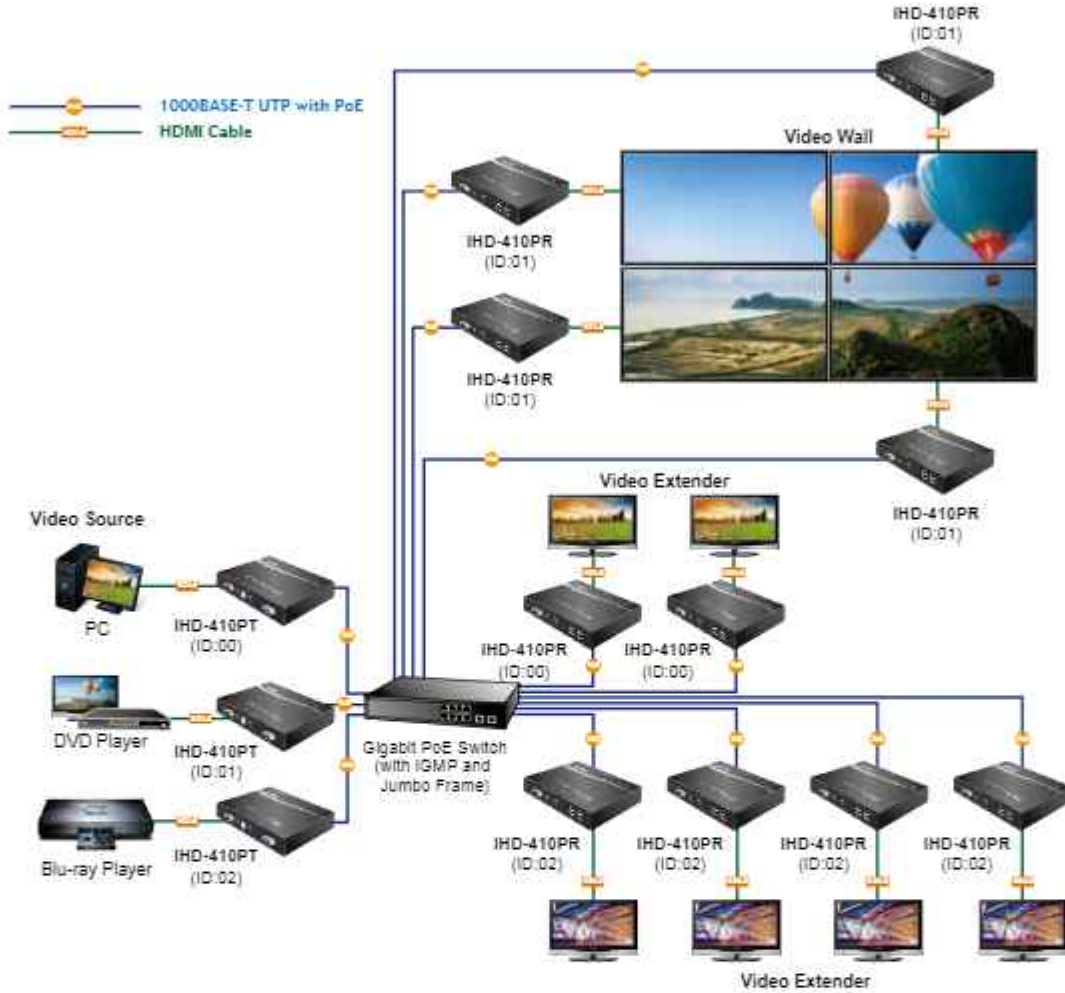 IHD-410PR
(ID:01)
1000BASE-T UTP with PoE
HDMI Cable
Video Wall
IHD-410PR
(ID:01)
IHD-410PR
(ID:01)
IHD-410PR
(ID:01)
Video Extender
Video Source
PC
IHD-410PT
(ID:00)
IHD-410PR
(ID:00)
IHD-410PR
(ID:00)
DVD Player
IHD-410PT
(ID:01)
Gigabit PoE Switch
(with IGMP and
Jumbo Frame)
Blu-ray Player
IHD-410PT
(ID:02)
IHD-410PR
(ID:02)
IHD-410PR
(ID:02)
IHD-410PR
(ID:02)
IHD-410PR
(ID:02)
Video Extender